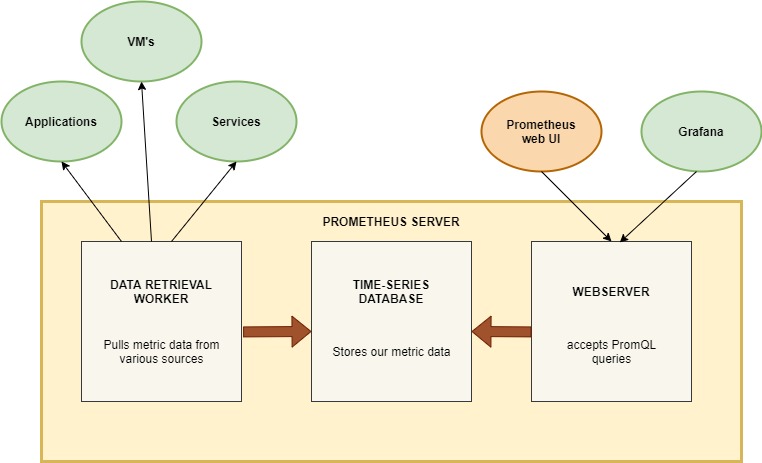 VM's
Applications
Services
Prometheus
web UI
Grafana
PROMETHEUS SERVER
DATA RETRIEVAL
WORKER
Pulls metric data from
various sources
TIME-SERIES
DATABASE
Stores our metric data
WEBSERVER
accepts PromQL
queries